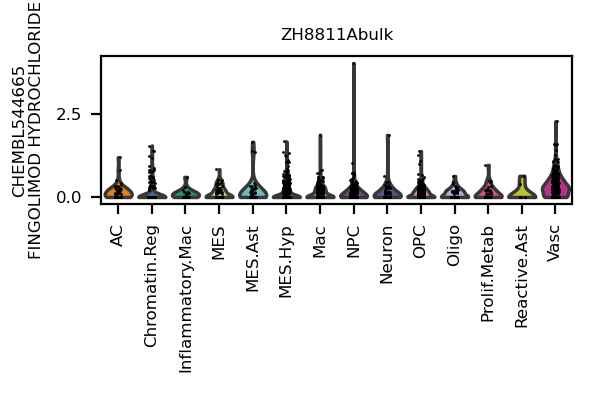 ZH8811Abulk
CHEMBL544665
FINGOLIMOD HYDROCHLORIDE
2.5
0.0
AC
Chromatin.Reg
Inflammatory.Mac
MES
MES.Ast
MES.Hyp
Mac
NPC
Neuron
OPC
Oligo
Prolif.Metab
Reactive.Ast
Vasc